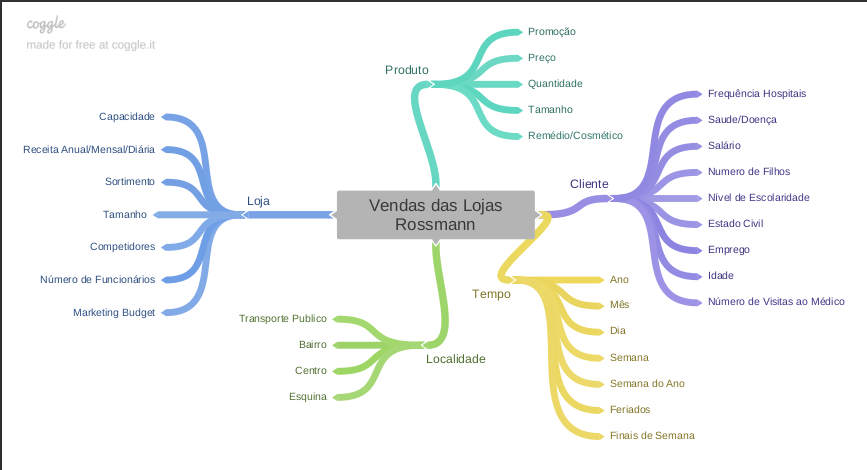 coggle
made for free at coggle.it
Vendas das Lojas
Rossmann
Produto
Promoção
Preço
Quantidade
Tamanho
Remédio/Cosmético
Cliente
Frequência Hospitais
Saude/Doença
Salário
Numero de Filhos
Nível de Escolaridade
Estado Civil
Emprego
Idade
Número de Visitas ao Médico
Tempo
Ano
Mês
Dia
Semana
Semana do Ano
Feriados
Finais de Semana
Localidade
Transporte Publico
Bairro
Centro
Esquina
Loja
Capacidade
Receita Anual/Mensal/Diária
Sortimento
Tamanho
Competidores
Número de Funcionários
Marketing Budget